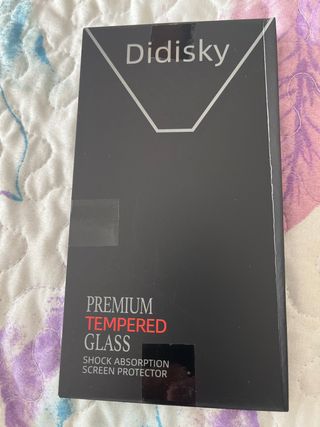 Didisky
PREMIUM
TEMPERED
GLASS
SHOCK ABSORPTION
SCREEN PROTECTOR